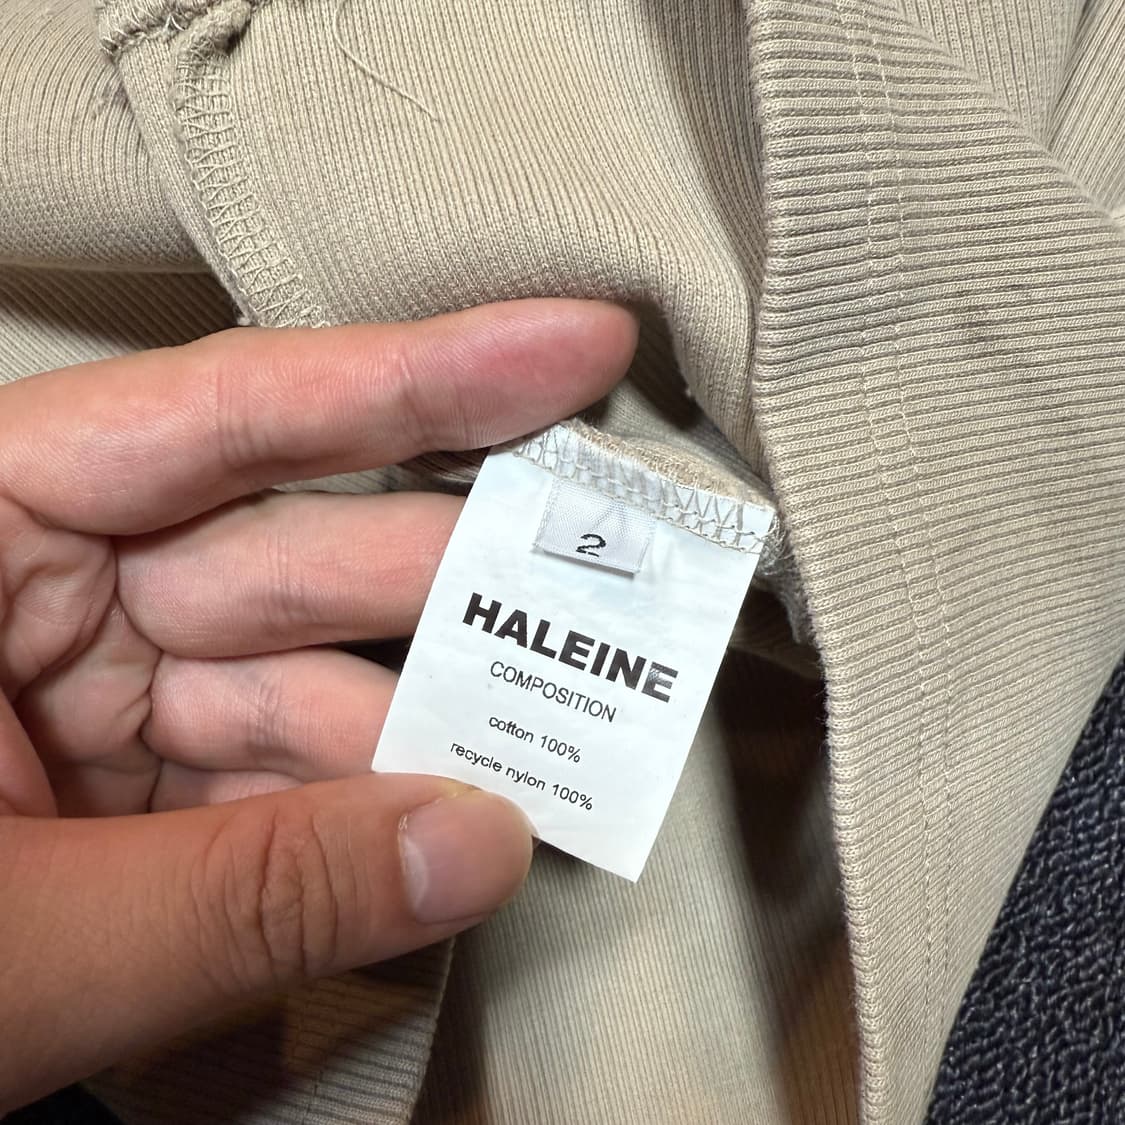 2
HALEINE
COMPOSITION
cotton 100%
recycle nylon 100%